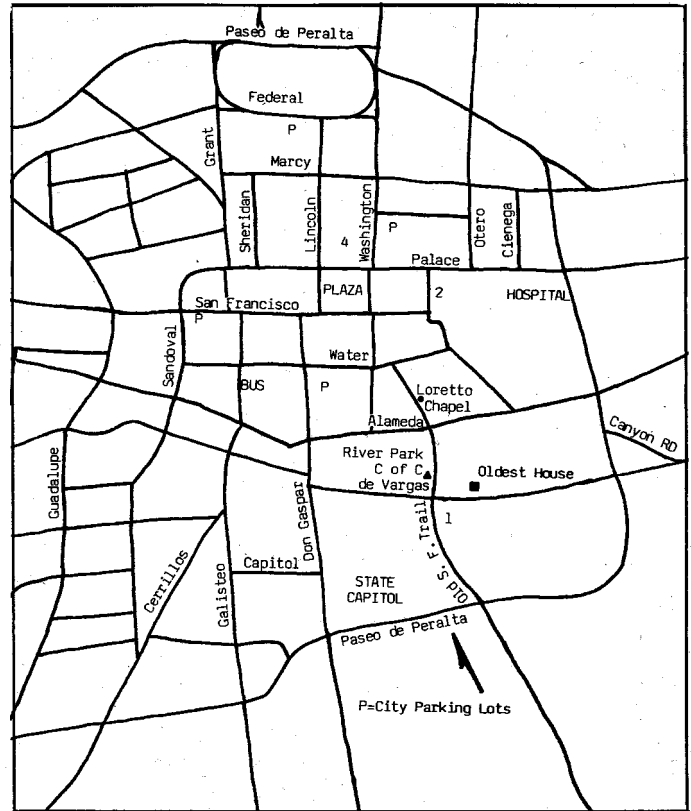 Paseo de Peralta
Federal
P
Marcy
Grant
Sheridan
Lincoln
Washington
4
P
Otero
Cienega
Palace
PLAZA
2
HOSPITAL
San Francisco
P
Sandoval
Water
BUS
P
Loretto
Chapel
Alameda
Canyon RD
River Park
C of C
de Vargas
Oldest House
Guadalupe
Don Gaspar
Old S. F. Trail
1
Cerrillos
Galisteo
Capitol
STATE
CAPITOL
Paseo de Peralta
P=City Parking Lots